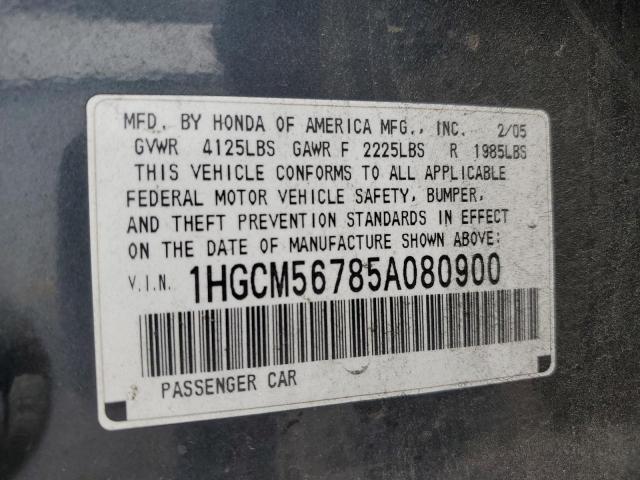 MFD. BY HONDA OF AMERICA MFG., INC. 2/05
GVWR 4125LBS GAWR F 2225LBS R 1985LBS
THIS VEHICLE CONFORMS TO ALL APPLICABLE
FEDERAL MOTOR VEHICLE SAFETY, BUMPER,
AND THEFT PREVENTION STANDARDS IN EFFECT
ON THE DATE OF MANUFACTURE SHOWN ABOVE:
V.I.N. 1HGCM56785A080900
PASSENGER CAR